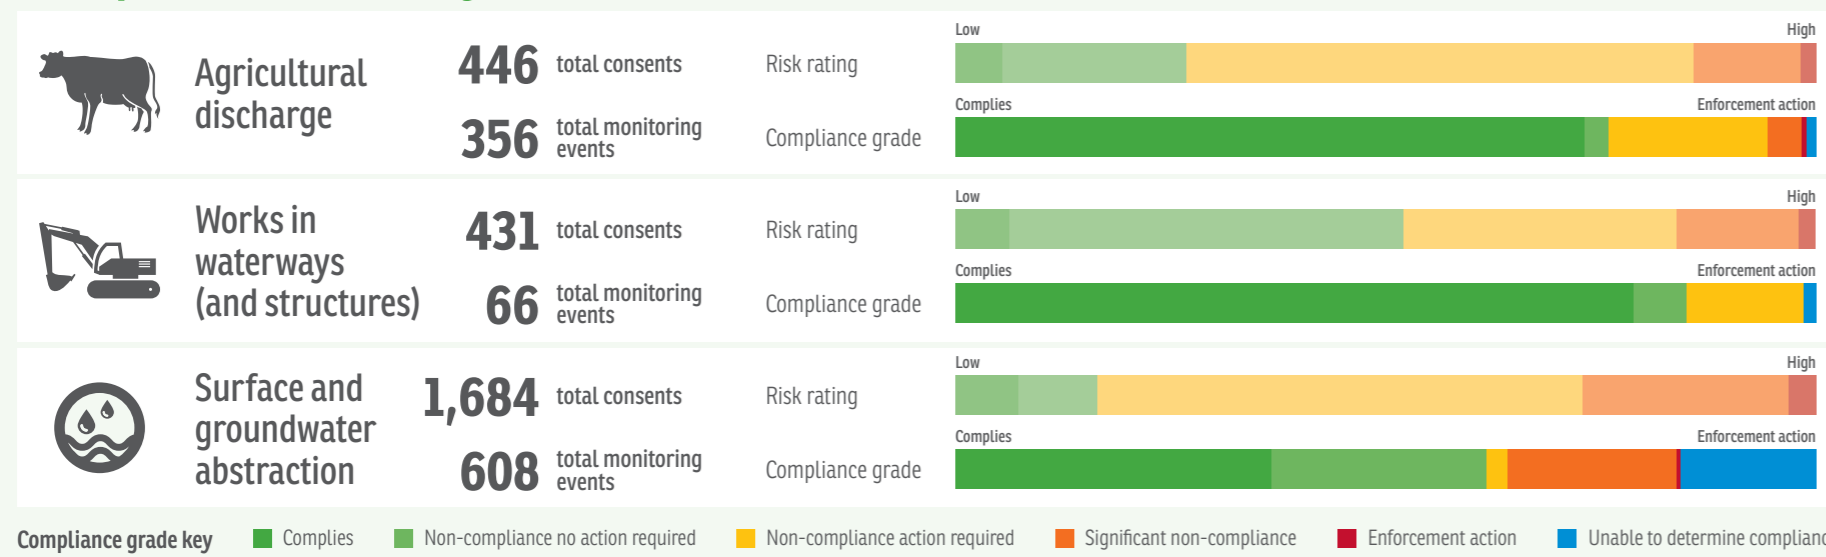 Agricultural
discharge
446 total consents
356 total monitoring
events
Risk rating
Low High
Compliance grade
Complies Enforcement action
Works in
waterways
(and structures)
431 total consents
66 total monitoring
events
Risk rating
Low High
Compliance grade
Complies Enforcement action
Surface and
groundwater
abstraction
1,684 total consents
608 total monitoring
events
Risk rating
Low High
Compliance grade
Complies Enforcement action
Compliance grade key Complies Non-compliance no action required Non-compliance action required Significant non-compliance Enforcement action Unable to determine complianc